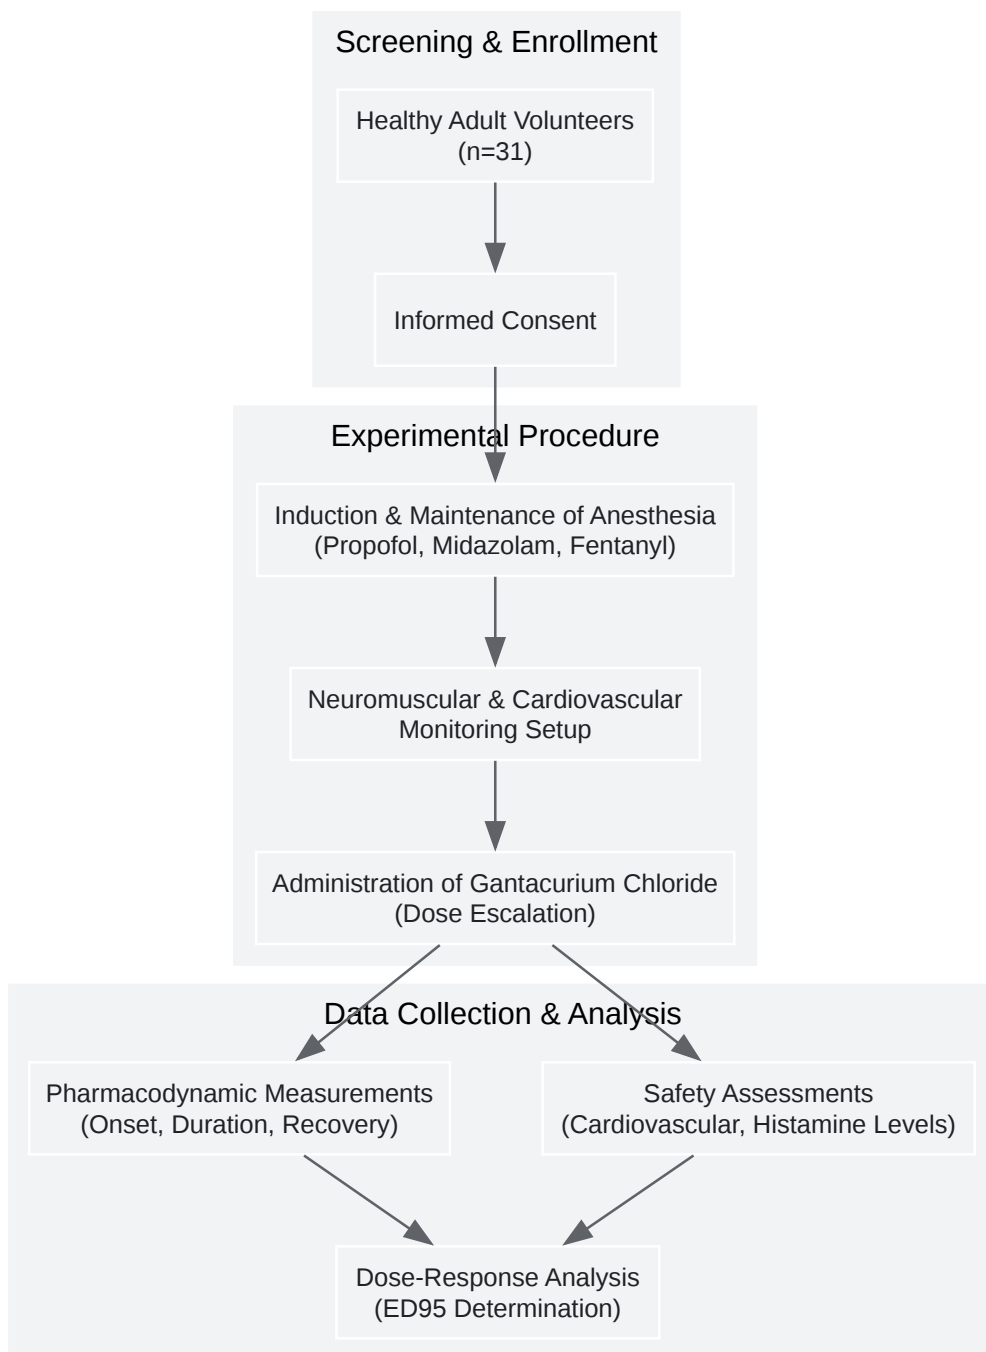 Screening & Enrollment
Healthy Adult Volunteers
(n=31)
Informed Consent
Experimental Procedure
Induction & Maintenance of Anesthesia
(Propofol, Midazolam, Fentanyl)
Neuromuscular & Cardiovascular
Monitoring Setup
Administration of Gantacurium Chloride
(Dose Escalation)
Data Collection & Analysis
Pharmacodynamic Measurements
(Onset, Duration, Recovery)
Safety Assessments
(Cardiovascular, Histamine Levels)
Dose-Response Analysis
(ED95 Determination)